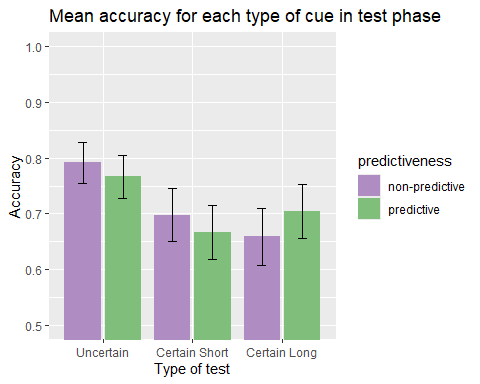 Mean accuracy for each type of cue in test phase
1.0
0.9
0.8
0.7
0.6
0.5
Accuracy
Uncertain
Certain Short
Certain Long
Type of test
predictiveness
non-predictive
predictive